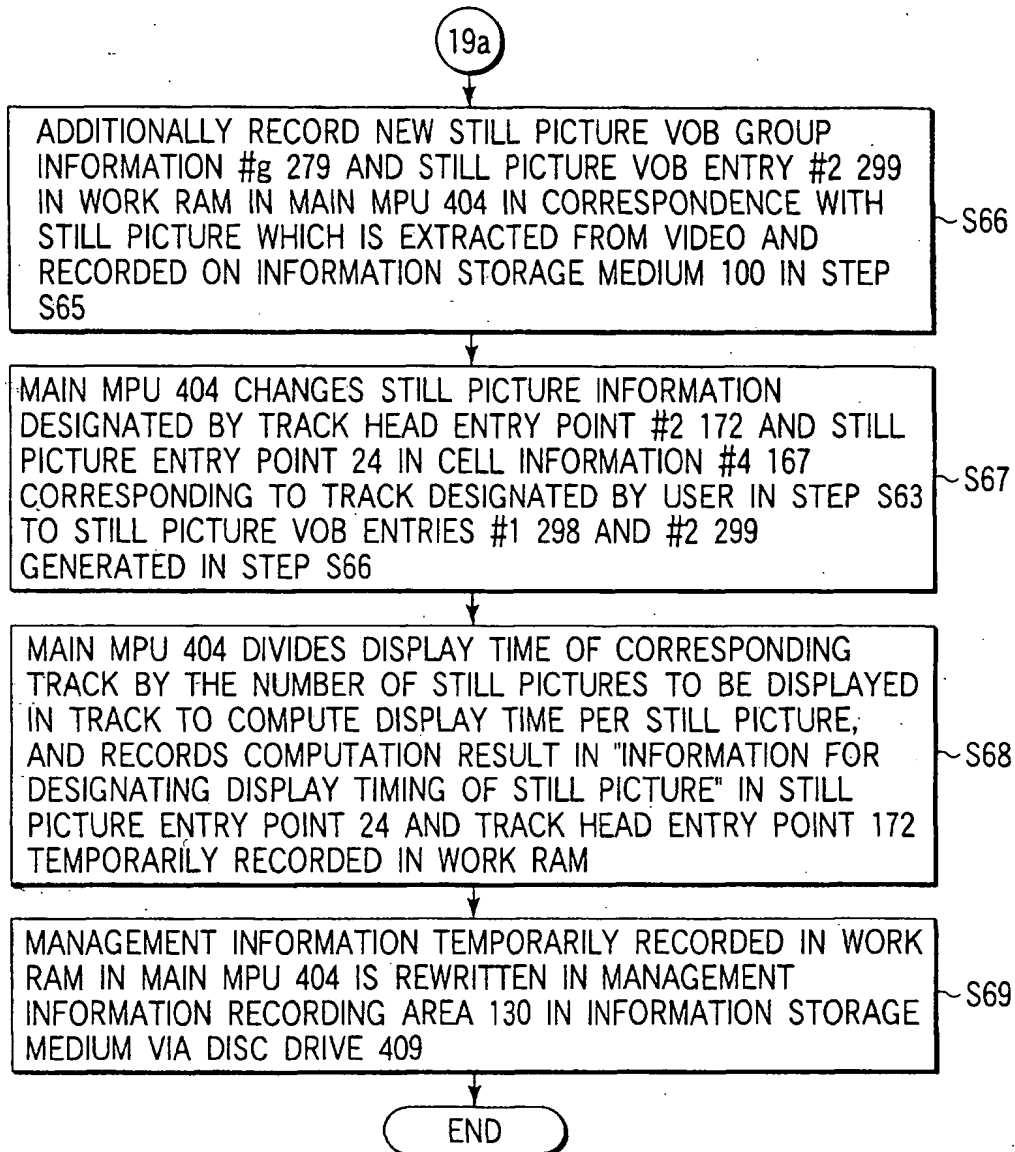 19a
ADDITIONALLY RECORD NEW STILL PICTURE VOB GROUP
INFORMATION #g 279 AND STILL PICTURE VOB ENTRY #2 299
IN WORK RAM IN MAIN MPU 404 IN CORRESPONDENCE WITH
STILL PICTURE WHICH IS EXTRACTED FROM VIDEO AND
RECORDED ON INFORMATION STORAGE MEDIUM 100 IN STEP
S65
S66
MAIN MPU 404 CHANGES STILL PICTURE INFORMATION
DESIGNATED BY TRACK HEAD ENTRY POINT #2 172 AND STILL
PICTURE ENTRY POINT 24 IN CELL INFORMATION #4 167
CORRESPONDING TO TRACK DESIGNATED BY USER IN STEP S63
TO STILL PICTURE VOB ENTRIES #1 298 AND #2 299
GENERATED IN STEP S66
S67
MAIN MPU 404 DIVIDES DISPLAY TIME OF CORRESPONDING
TRACK BY THE NUMBER OF STILL PICTURES TO BE DISPLAYED
IN TRACK TO COMPUTE DISPLAY TIME PER STILL PICTURE,
AND RECORDS COMPUTATION RESULT IN "INFORMATION FOR
DESIGNATING DISPLAY TIMING OF STILL PICTURE" IN STILL
PICTURE ENTRY POINT 24 AND TRACK HEAD ENTRY POINT 172
TEMPORARILY RECORDED IN WORK RAM
S68
MANAGEMENT INFORMATION TEMPORARILY RECORDED IN WORK
RAM IN MAIN MPU 404 IS REWRITTEN IN MANAGEMENT
INFORMATION RECORDING AREA 130 IN INFORMATION STORAGE
MEDIUM VIA DISC DRIVE 409
S69
END